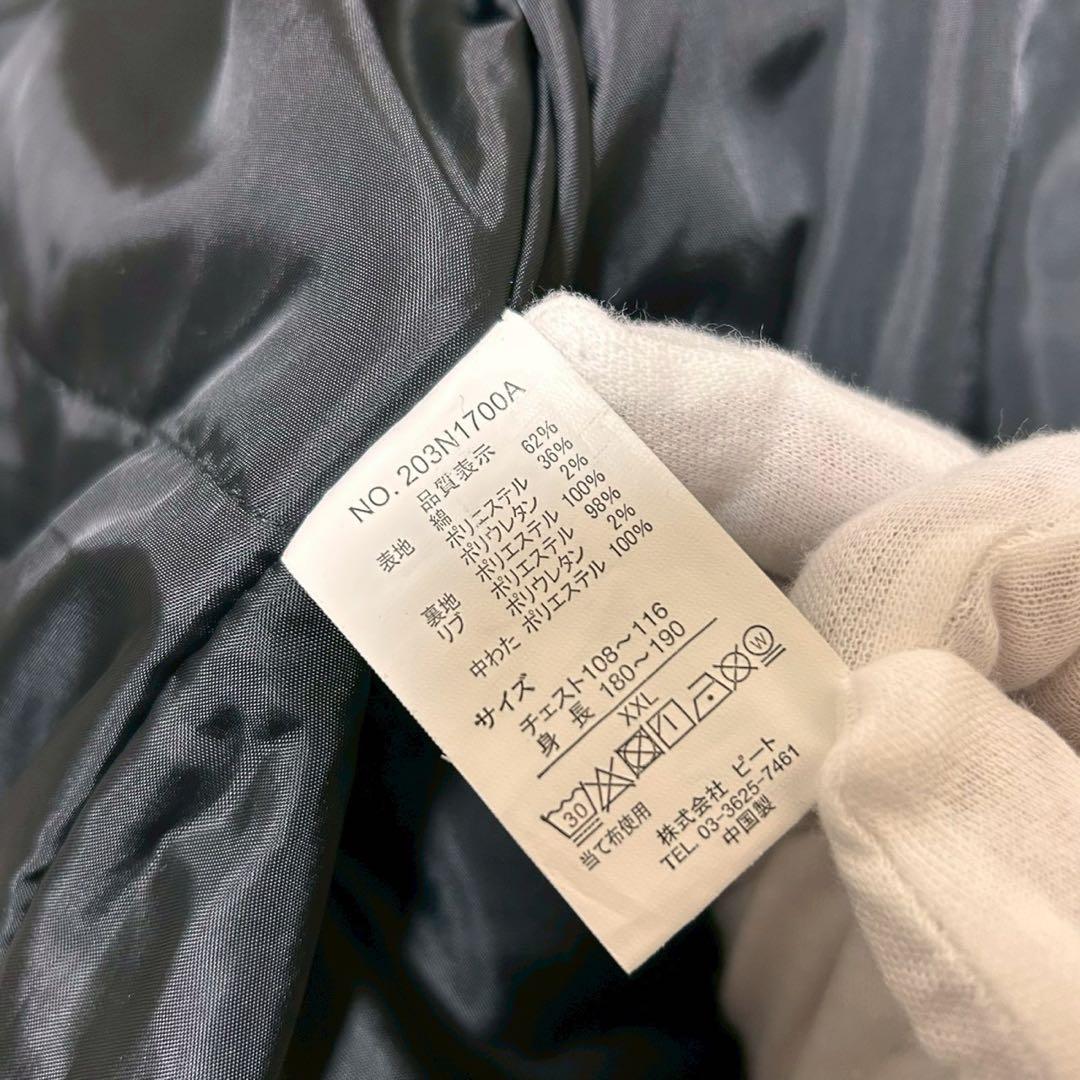 NO. 203N1700A
品質表示
表地 綿 62%
ポリエステル 36%
ポリウレタン 2%
裏地 ポリエステル 100%
リブ ポリエステル 98%
ポリウレタン 2%
中わた ポリエステル 100%
サイズ
チェスト108～116
身 長 180～190
XXL
30 1 W
当て布使用
株式会社 ビート
TEL. 03-3625-7461
中国製